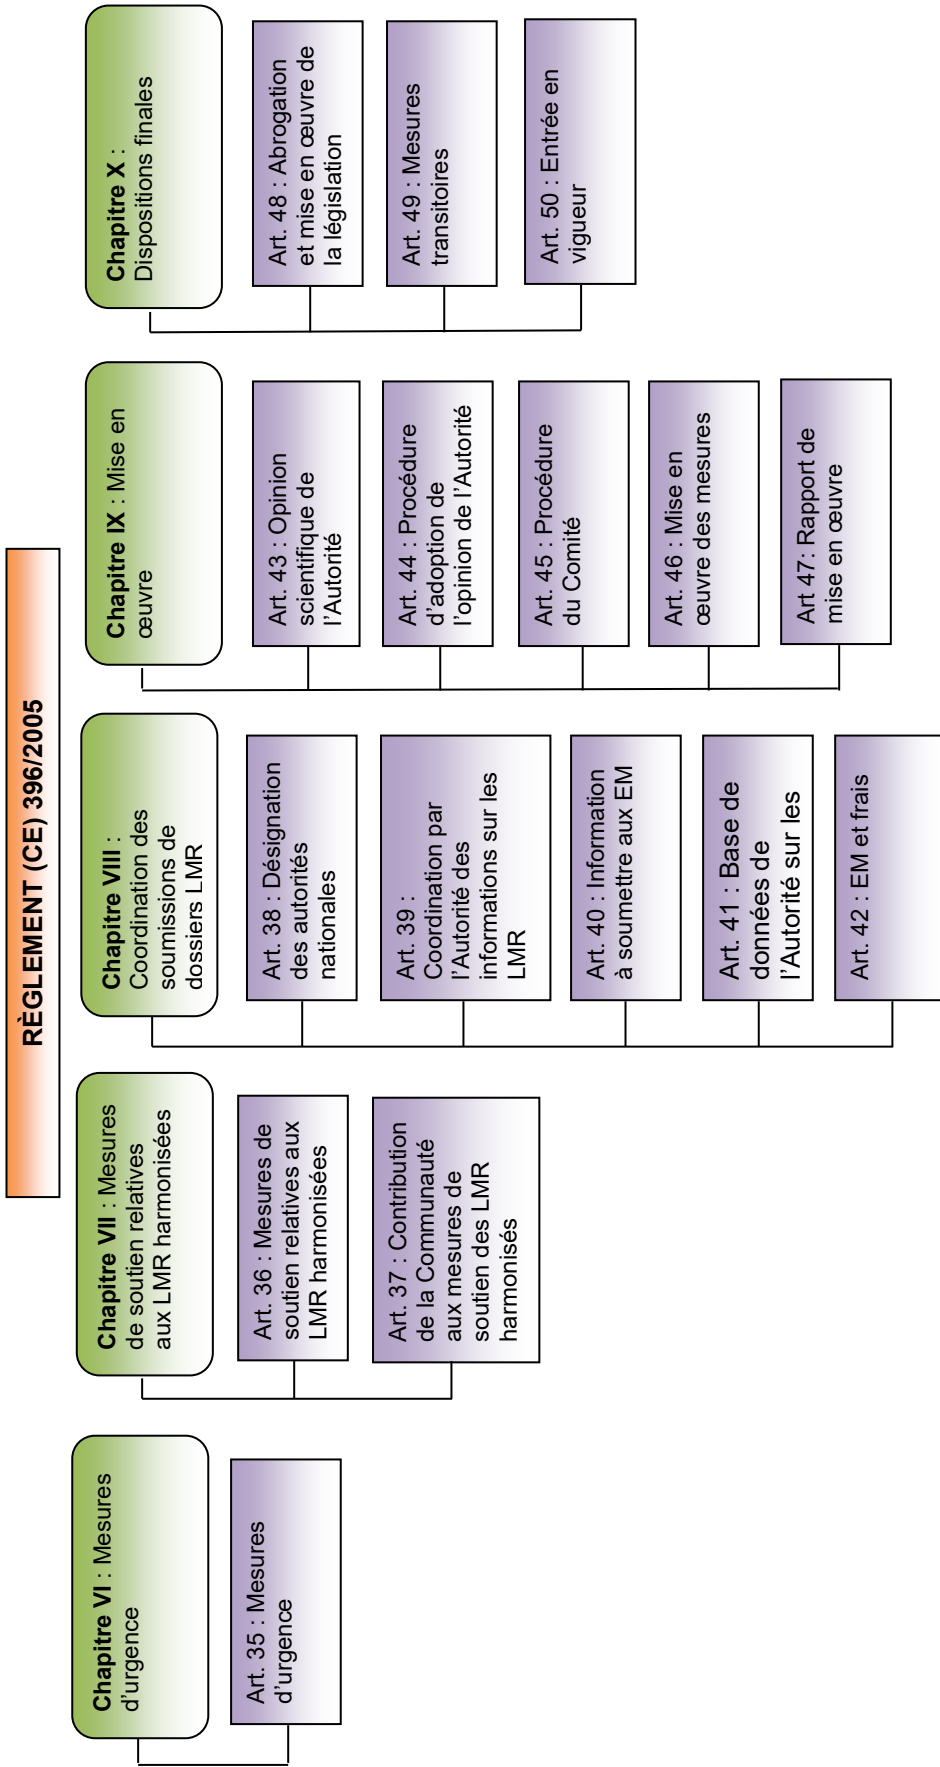 RÈGLEMENT (CE) 396/2005
Chapitre VI : Mesures
d'urgence
Art. 35 : Mesures
d'urgence
Chapitre VII : Mesures
de soutien relatives
aux LMR harmonisées
Art. 36 : Mesures de
soutien relatives aux
LMR harmonisées
Art. 37 : Contribution
de la Communauté
aux mesures de
soutien des LMR
harmonisés
Chapitre VIII :
Coordination des
soumissions de
dossiers LMR
Art. 38 : Désignation
des autorités
nationales
Art. 39 :
Coordination par
l'Autorité des
informations sur les
LMR
Art. 40 : Information
à soumettre aux EM
Art. 41 : Base de
données de
l'Autorité sur les
Art. 42 : EM et frais
Chapitre IX : Mise en
œuvre
Art. 43 : Opinion
scientifique de
l'Autorité
Art. 44 : Procédure
d'adoption de
l'opinion de l'Autorité
Art. 45 : Procédure
du Comité
Art. 46 : Mise en
œuvre des mesures
Art 47: Rapport de
mise en œuvre
Chapitre X :
Dispositions finales
Art. 48 : Abrogation
et mise en œuvre de
la législation
Art. 49 : Mesures
transitoires
Art. 50 : Entrée en
vigueur